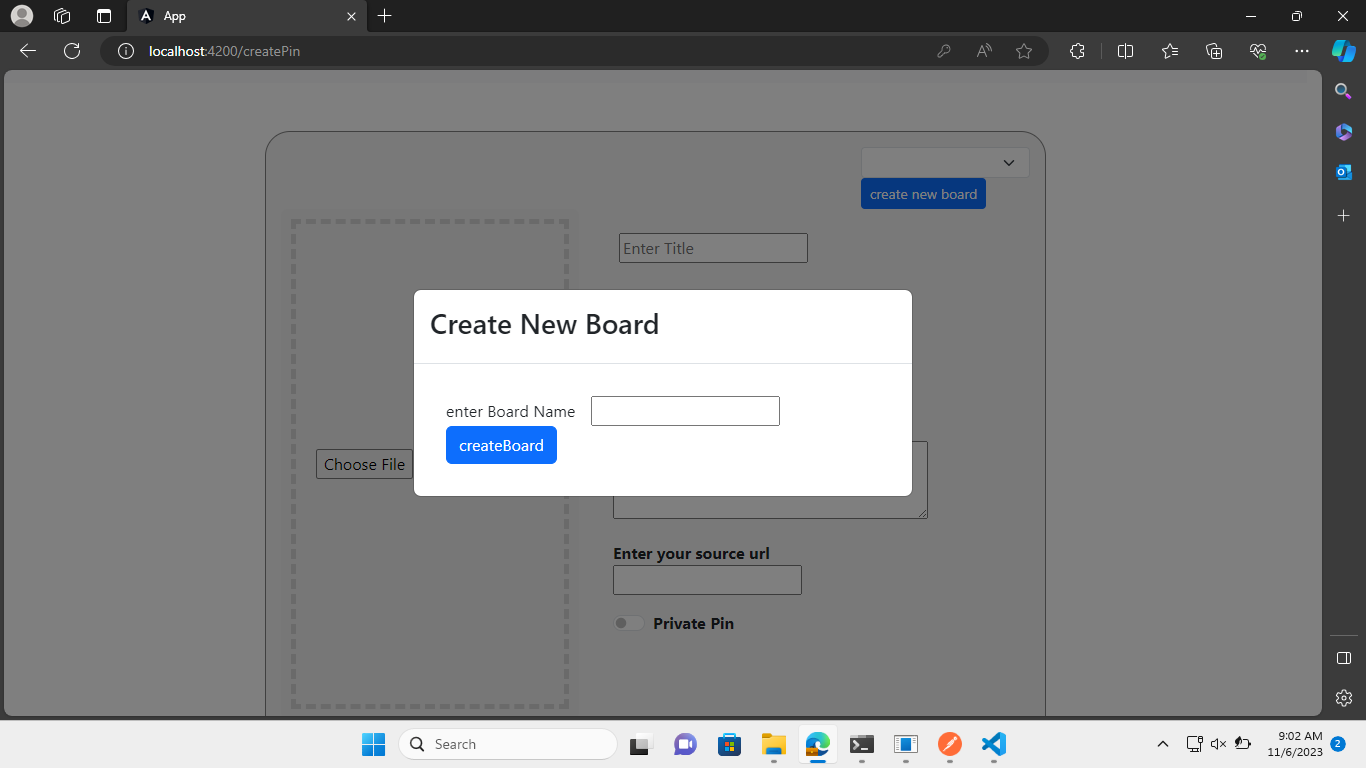 App
localhost:4200/createPin
create new board
Enter Title
Create New Board
enter Board Name
createBoard
Choose File
Enter your source url
Private Pin
Search
9:02 AM
11/6/2023
2